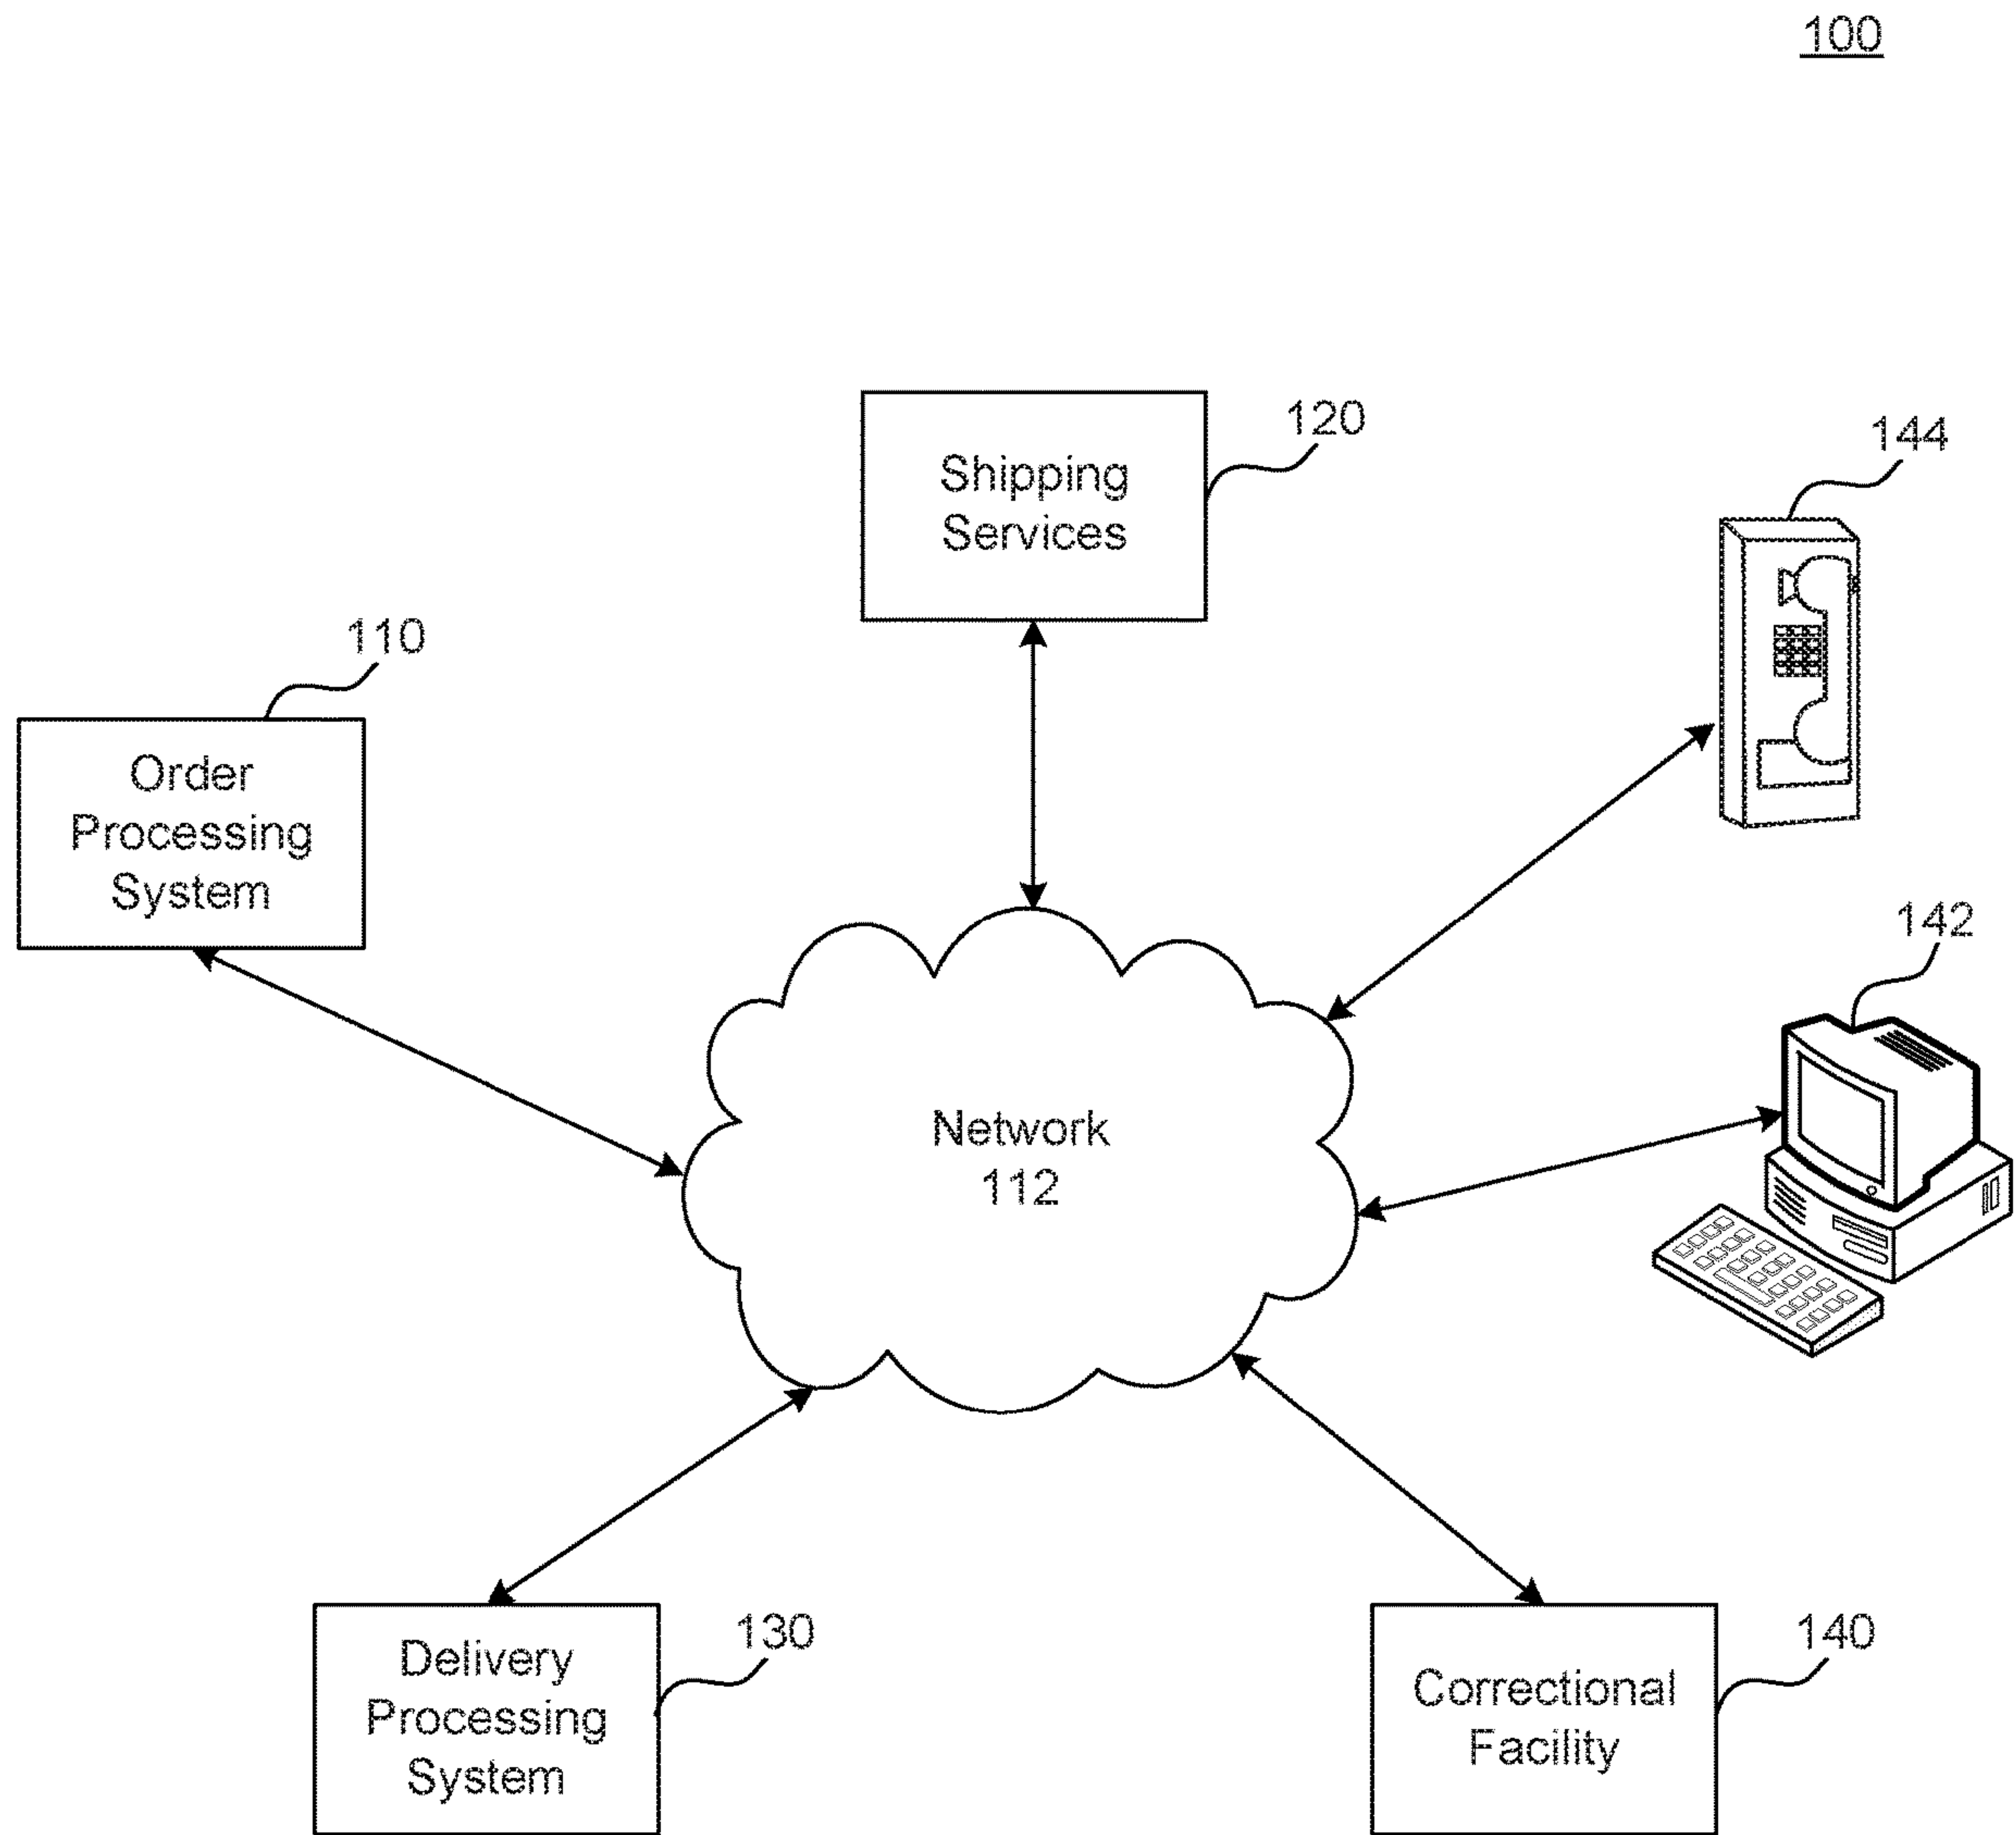 100
120
Shipping
Services
144
110
Order
Processing
System
142
Network
112
130
Delivery
Processing
System
140
Correctional
Facility